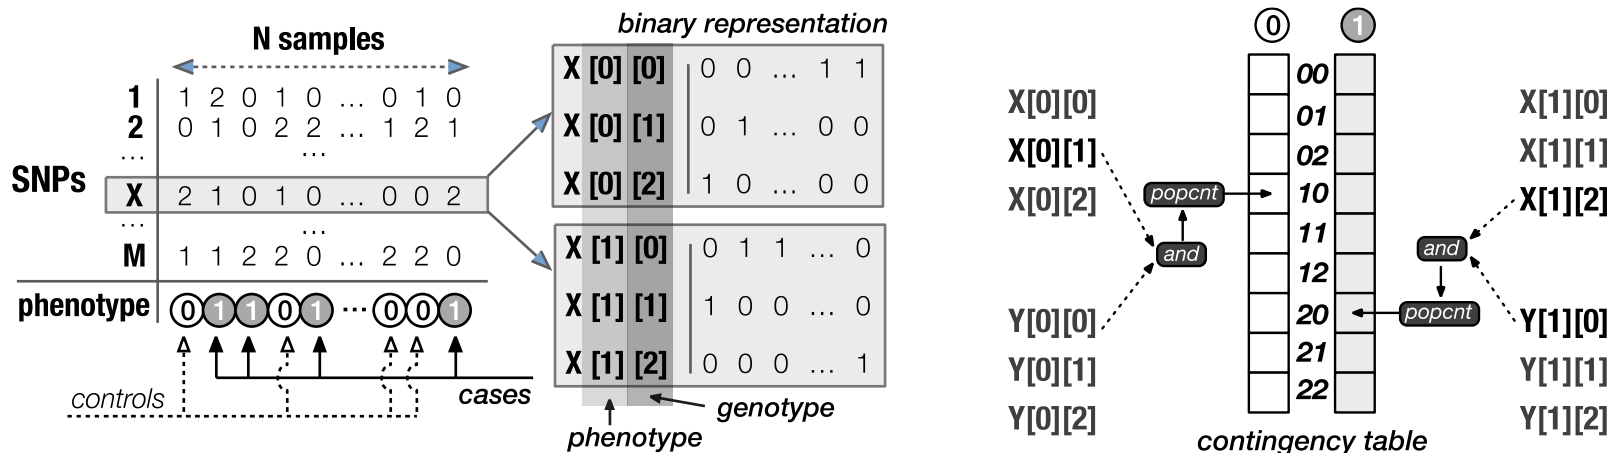 N samples
1 1 2 0 1 0 ... 0 1 0
2 0 1 0 2 2 ... 1 2 1
... ...
SNPs
X 2 1 0 1 0 ... 0 0 2
... ...
M 1 1 2 2 0 ... 2 2 0
phenotype 0 1 1 0 1 ... 0 0 1
controls
cases
binary representation
X [0] [0] 0 0 ... 1 1
X [0] [1] 0 1 ... 0 0
X [0] [2] 1 0 ... 0 0
X [1] [0] 0 1 1 ... 0
X [1] [1] 1 0 0 ... 0
X [1] [2] 0 0 0 ... 1
genotype
phenotype
0 1
X[0][0]
X[0][1]
X[0][2]
popcnt
and
Y[0][0]
Y[0][1]
Y[0][2]
00
01
02
10
11
12
20
21
22
contingency table
X[1][0]
X[1][1]
X[1][2]
and
popcnt
Y[1][0]
Y[1][1]
Y[1][2]